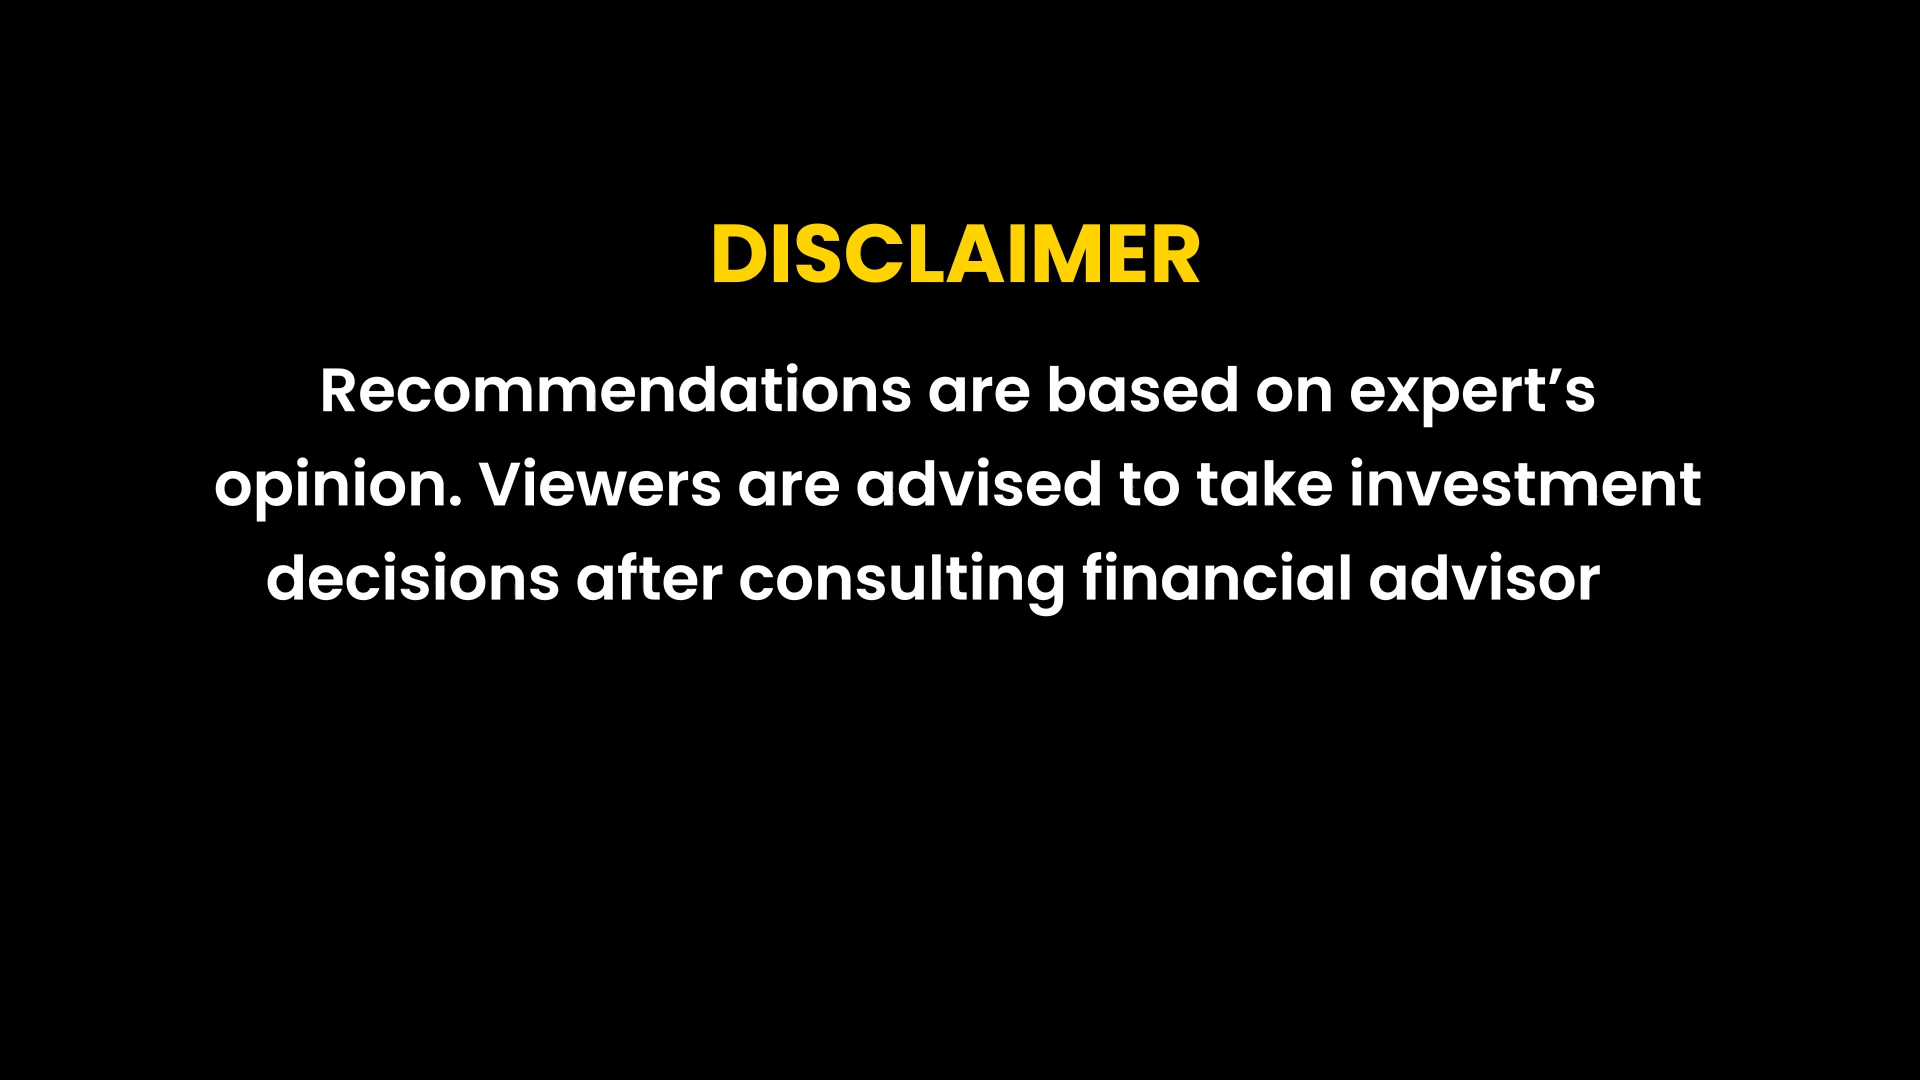 DISCLAIMER
Recommendations are based on expert’s
opinion. Viewers are advised to take investment
decisions after consulting financial advisor